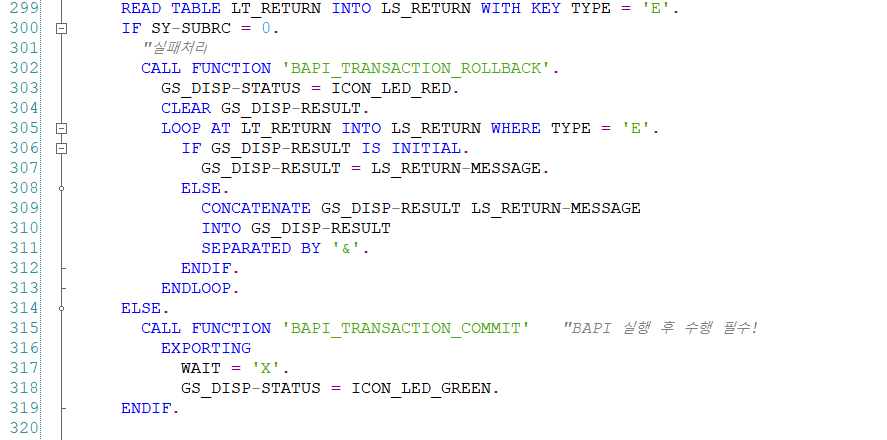 299 READ TABLE LT_RETURN INTO LS_RETURN WITH KEY TYPE = 'E'.
300 IF SY-SUBRC = 0.
301 "실패처리
302 CALL FUNCTION 'BAPI_TRANSACTION_ROLLBACK'.
303 GS_DISP-STATUS = ICON_LED_RED.
304 CLEAR GS_DISP-RESULT.
305 LOOP AT LT_RETURN INTO LS_RETURN WHERE TYPE = 'E'.
306 IF GS_DISP-RESULT IS INITIAL.
307 GS_DISP-RESULT = LS_RETURN-MESSAGE.
308 ELSE.
309 CONCATENATE GS_DISP-RESULT LS_RETURN-MESSAGE
310 INTO GS_DISP-RESULT
311 SEPARATED BY '&'.
312 ENDIF.
313 ENDLOOP.
314 ELSE.
315 CALL FUNCTION 'BAPI_TRANSACTION_COMMIT' "BAPI 실행 후 수행 필수!
316 EXPORTING
317 WAIT = 'X'.
318 GS_DISP-STATUS = ICON_LED_GREEN.
319 ENDIF.
320